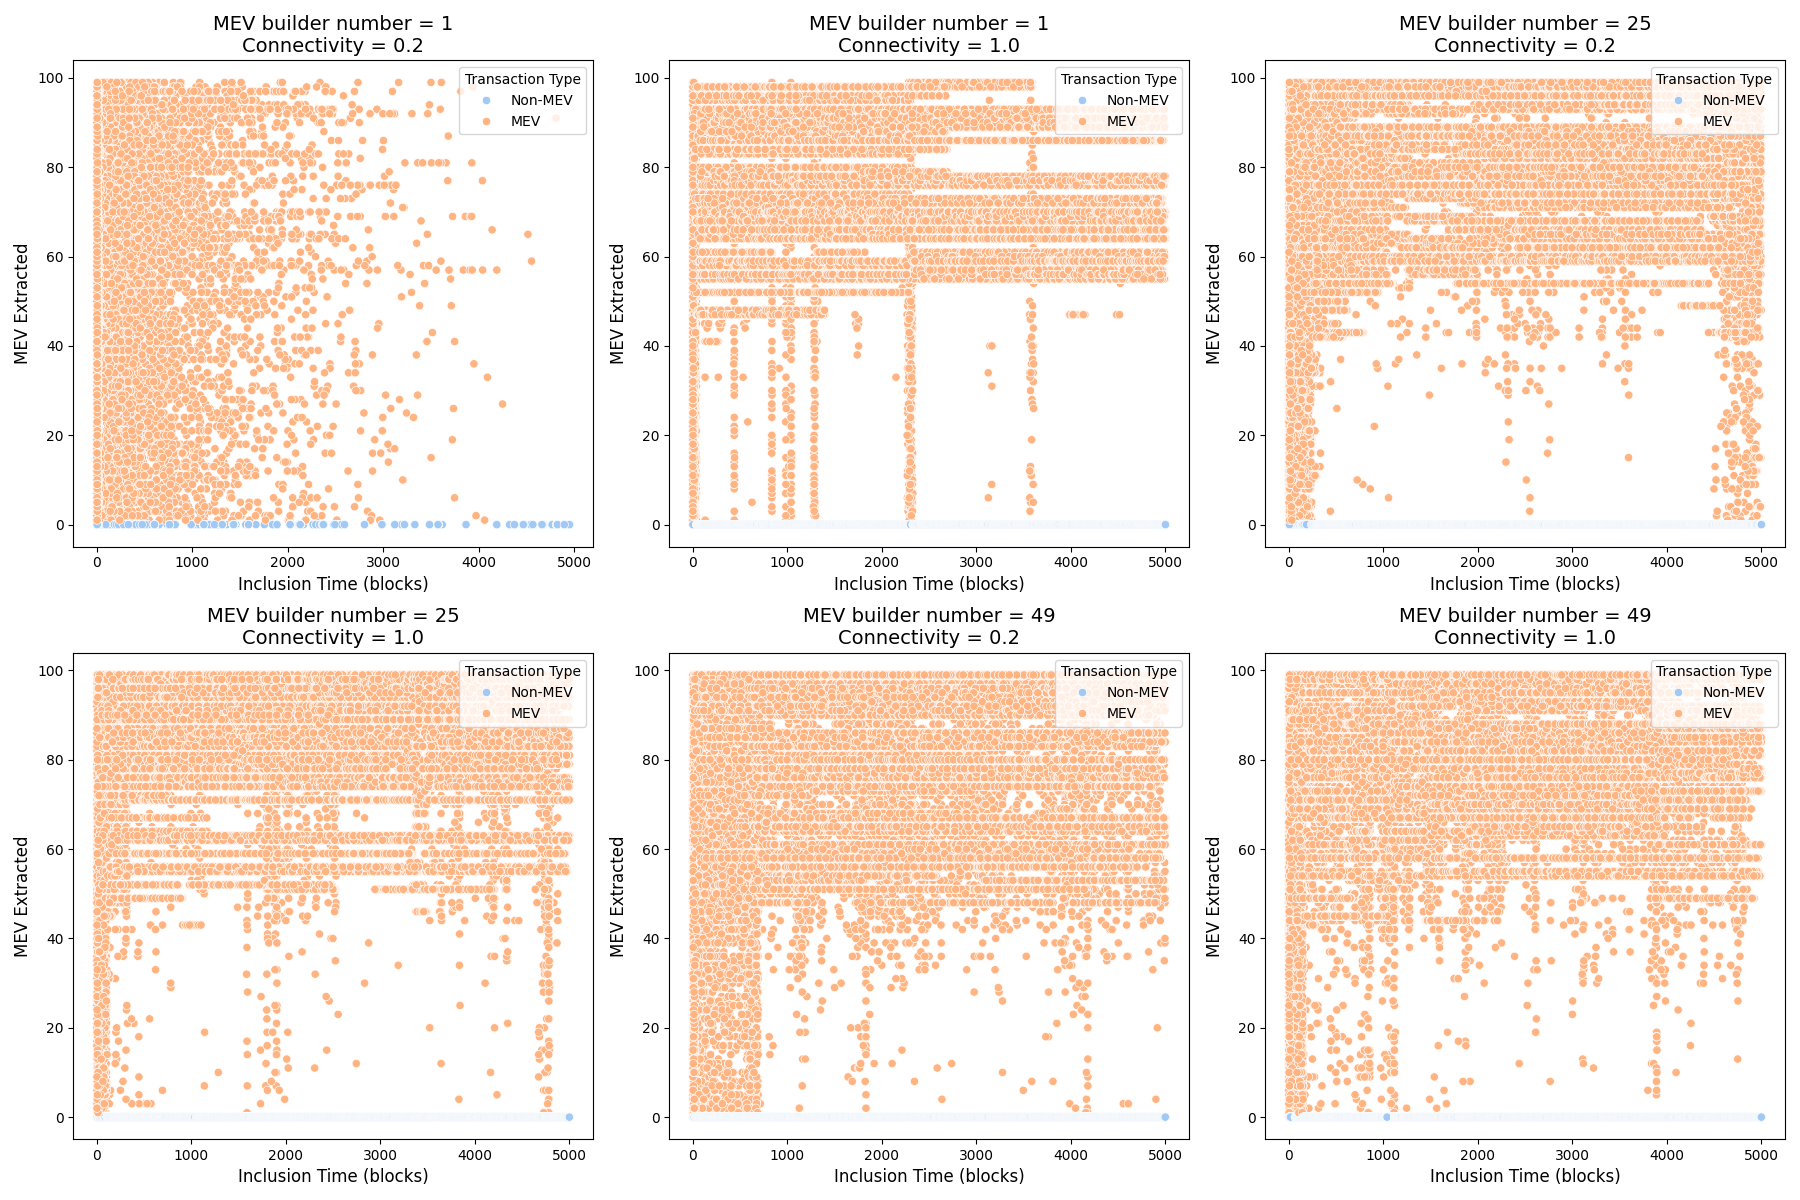 MEV builder number = 1
Connectivity = 0.2
MEV Extracted
100
80
60
40
20
0
Transaction Type
Non-MEV
MEV
0 1000 2000 3000 4000 5000
Inclusion Time (blocks)
MEV builder number = 1
Connectivity = 1.0
MEV Extracted
100
80
60
40
20
0
Transaction Type
Non-MEV
MEV
0 1000 2000 3000 4000 5000
Inclusion Time (blocks)
MEV builder number = 25
Connectivity = 0.2
MEV Extracted
100
80
60
40
20
0
Transaction Type
Non-MEV
MEV
0 1000 2000 3000 4000 5000
Inclusion Time (blocks)
MEV builder number = 25
Connectivity = 1.0
MEV Extracted
100
80
60
40
20
0
Transaction Type
Non-MEV
MEV
0 1000 2000 3000 4000 5000
Inclusion Time (blocks)
MEV builder number = 49
Connectivity = 0.2
MEV Extracted
100
80
60
40
20
0
Transaction Type
Non-MEV
MEV
0 1000 2000 3000 4000 5000
Inclusion Time (blocks)
MEV builder number = 49
Connectivity = 1.0
MEV Extracted
100
80
60
40
20
0
Transaction Type
Non-MEV
MEV
0 1000 2000 3000 4000 5000
Inclusion Time (blocks)